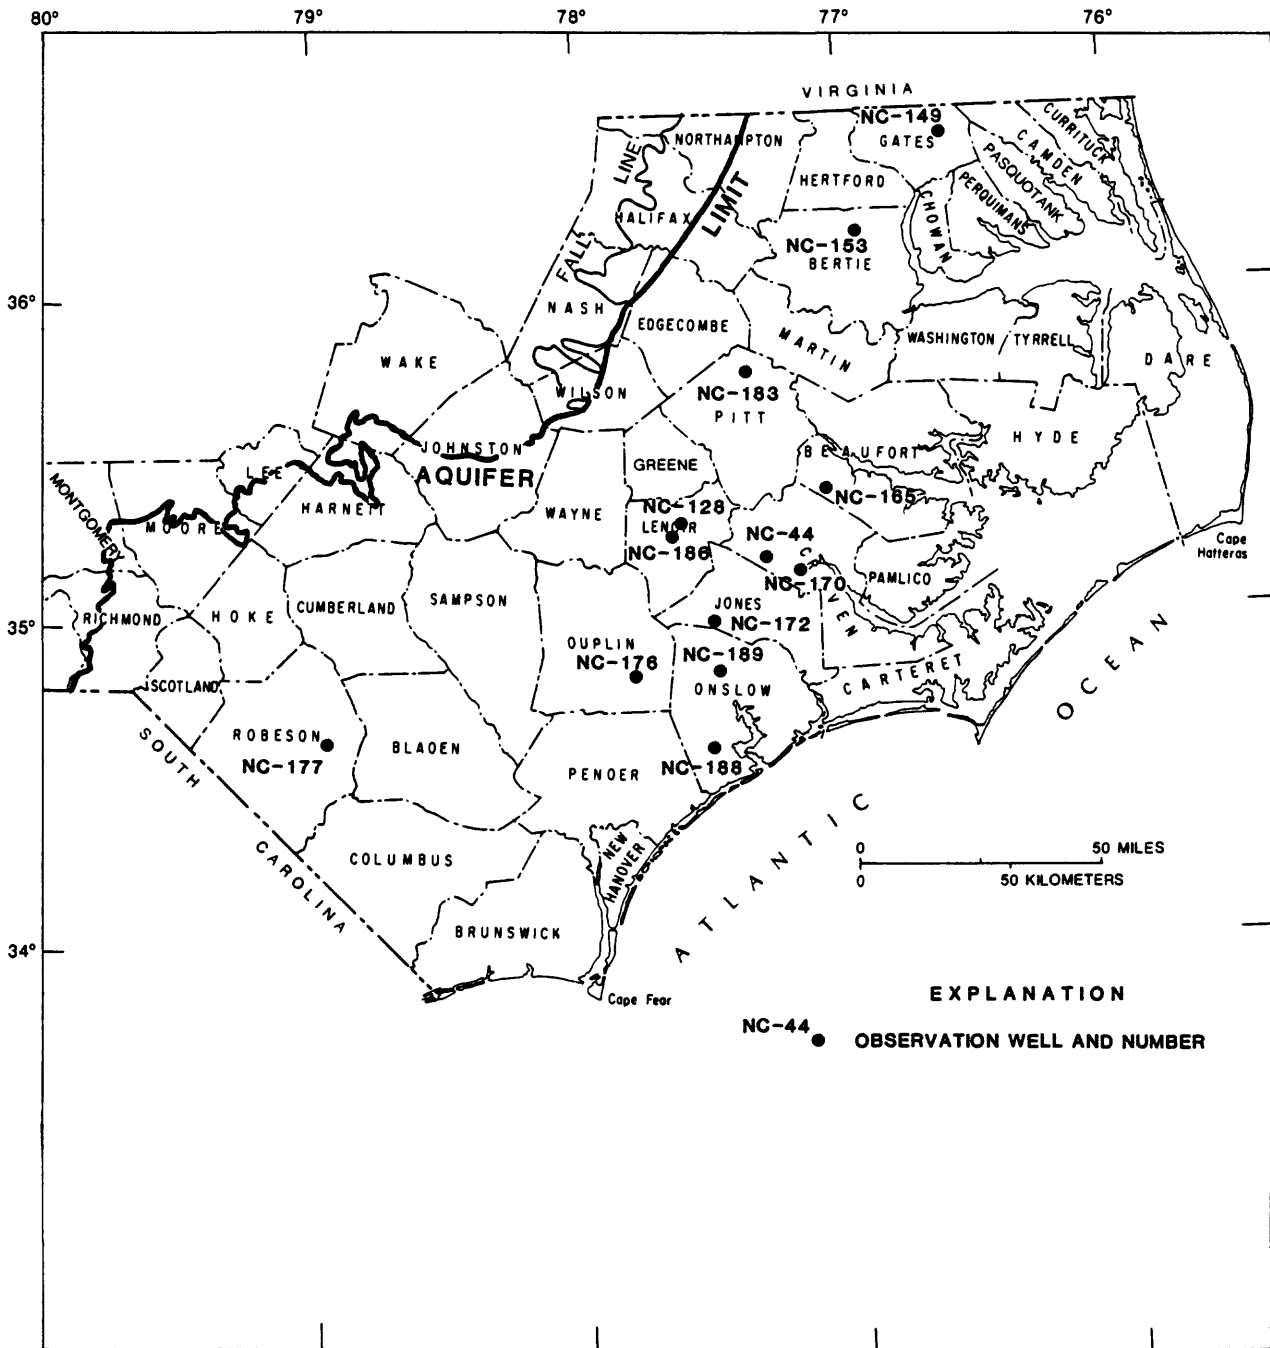 80° 79° 78° 77° 76°
VIRGINIA
NC-149
GATES
NORTHAMPTON
CURRITUCK
CAMDEN
PASQUOTANK
PERQUIMANS
CHOWAN
HERTFORD
FALL LINE
HALIFAX
LIMIT
NC-153
BERTIE
36°
NASH
EDGECOMBE
MARTIN
WASHINGTON
TYRRELL
DARE
WAKE
WILSON
NC-183
PITT
HYDE
JOHNSTON
BEAUFORT
AQUIFER
GREENE
LEE
HARNETT
MONTGOMERY
MOORE
WAYNE
NC-128
LENOIR
NC-186
NC-165
NC-44
CRAVEN
NC-170
PAMLICO
Cape
Hatteras
RICHMOND
HOKE
CUMBERLAND
SAMPSON
JONES
NC-172
35°
OUPLIN
NC-176
NC-189
ONSLOW
CARTERET
SCOTLAND
ROBESON
NC-177
BLAOEN
PENOER
NC-188
SOUTH CAROLINA
ATLANTIC OCEAN
COLUMBUS
NEW
HANOVER
BRUNSWICK
34°
Cape Fear
0 50 MILES
0 50 KILOMETERS
EXPLANATION
NC-44
OBSERVATION WELL AND NUMBER